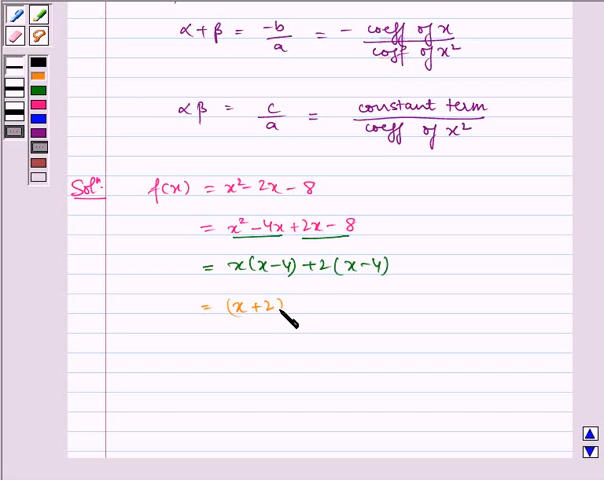 α + β = -b/a = - coeff of x / coeff of x²
αβ = c/a = constant term / coeff of x²
Solⁿ. f(x) = x² - 2x - 8
= x² - 4x + 2x - 8
= x(x-4) + 2(x-4)
= (x+2)